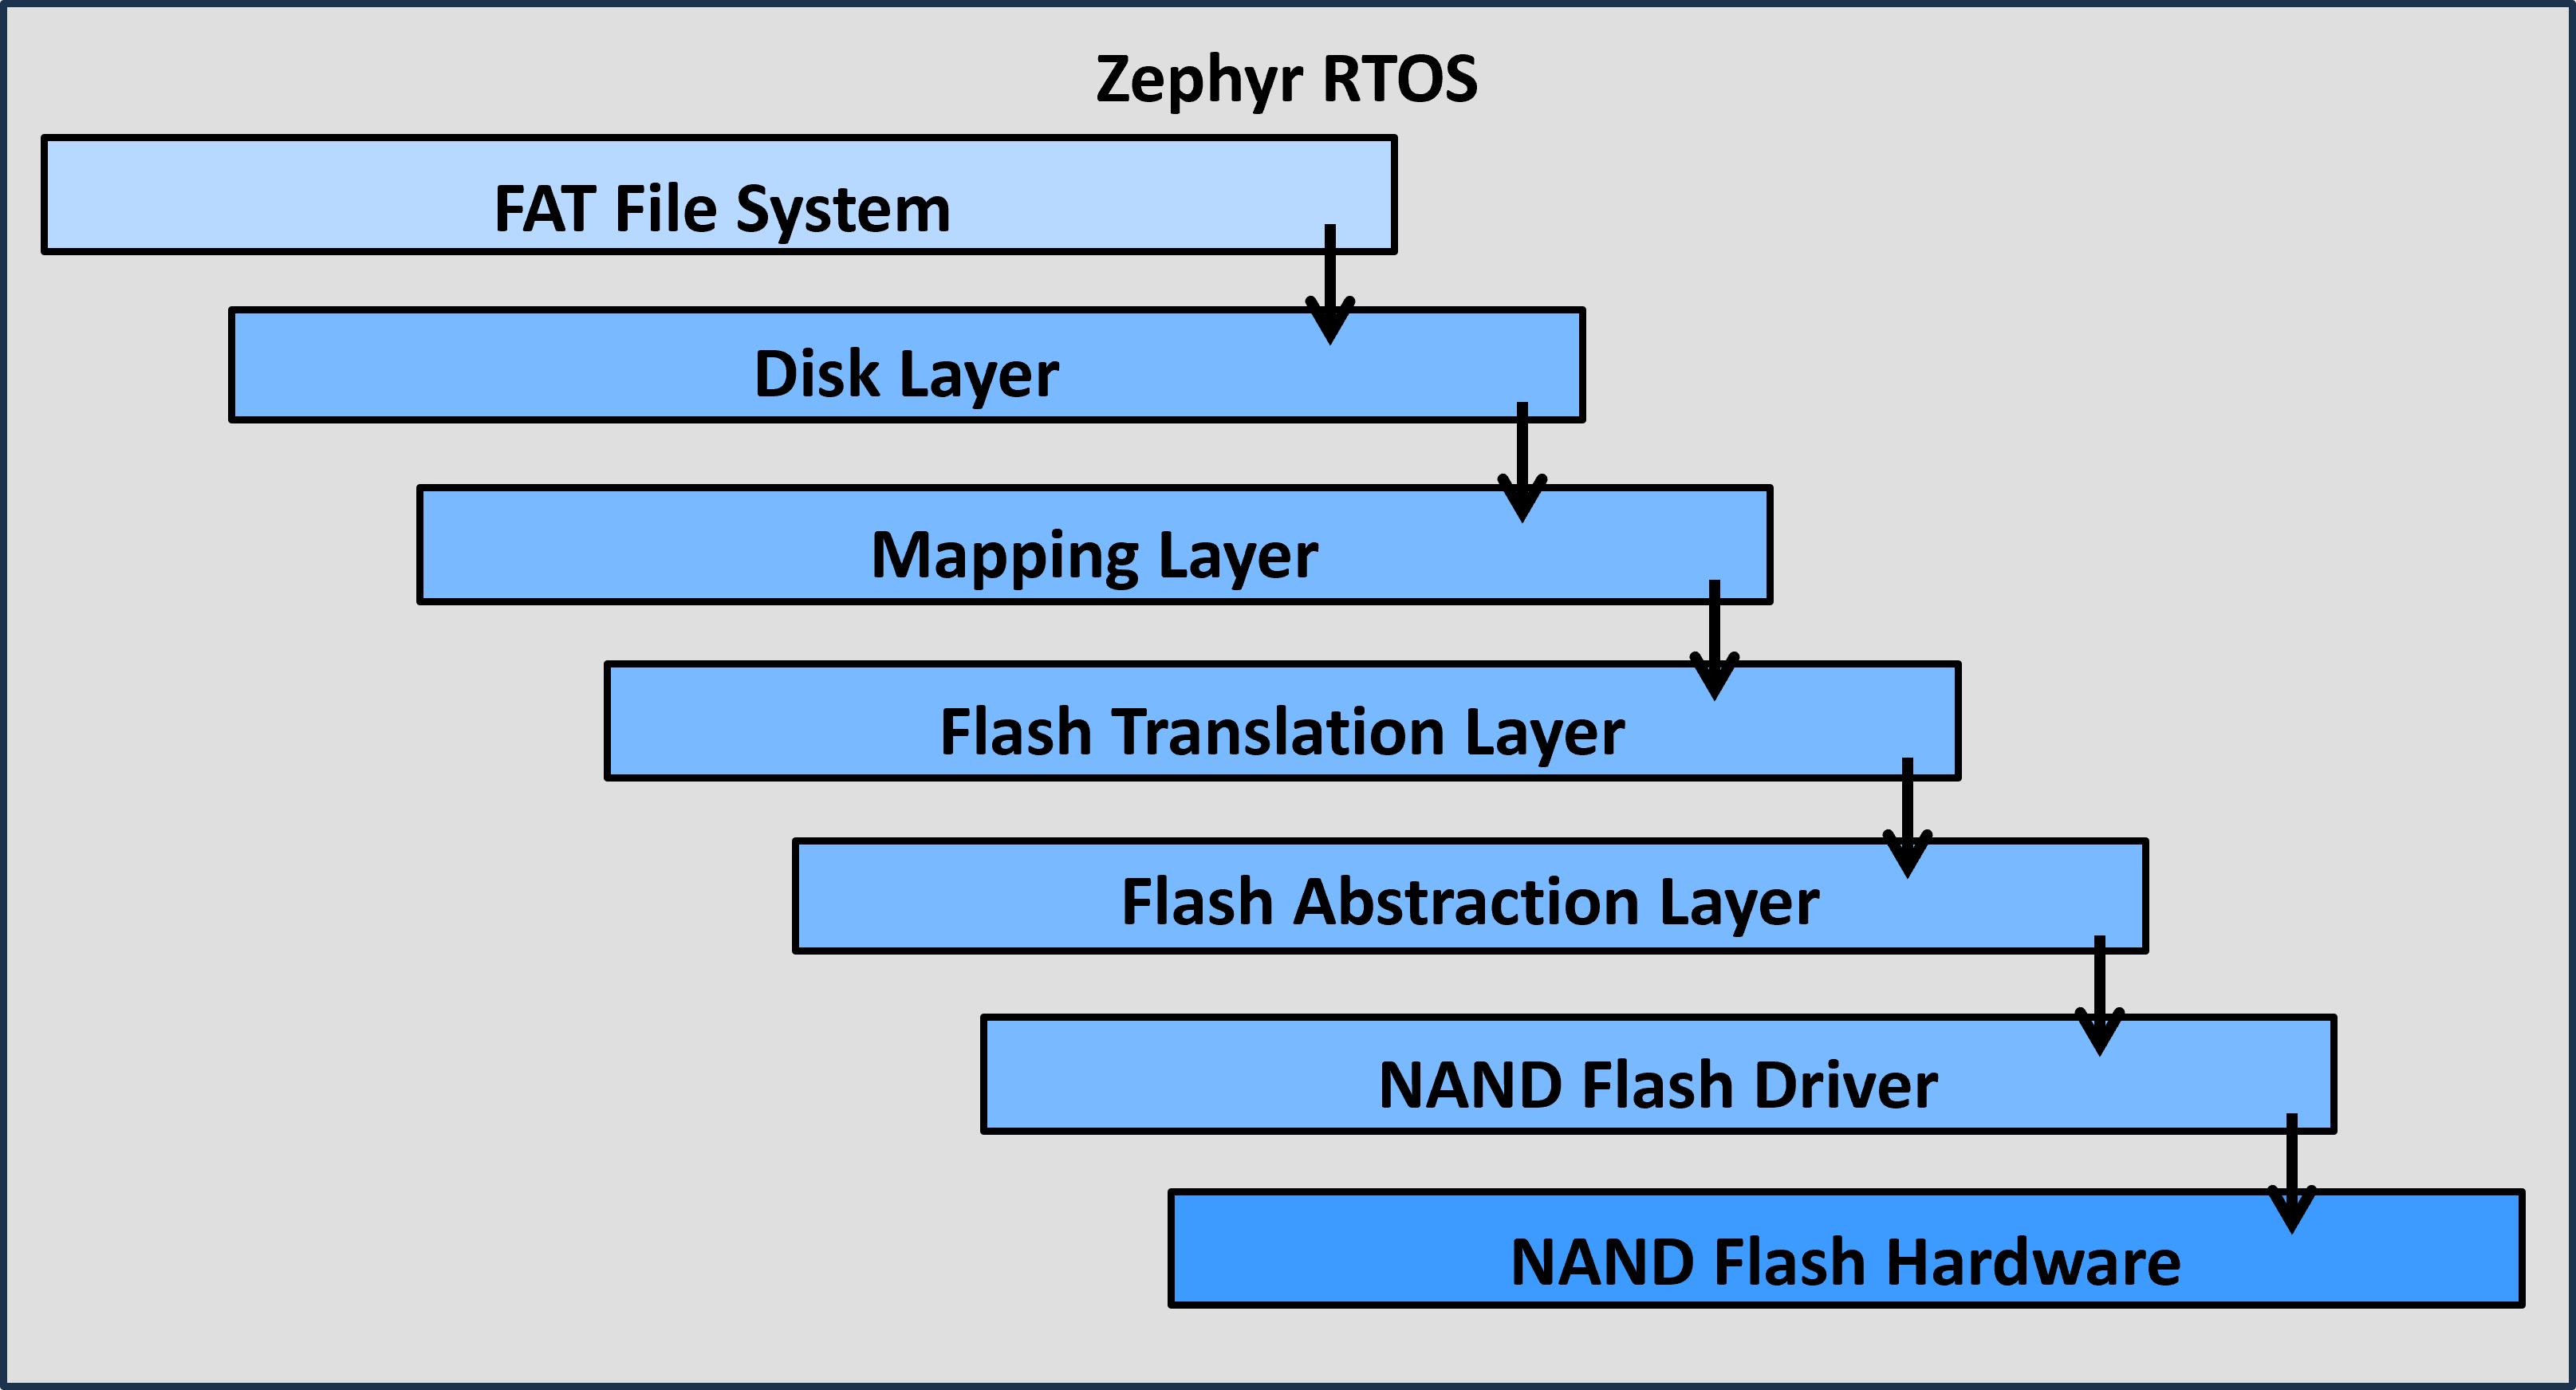 Zephyr RTOS
FAT File System
Disk Layer
Mapping Layer
Flash Translation Layer
Flash Abstraction Layer
NAND Flash Driver
NAND Flash Hardware